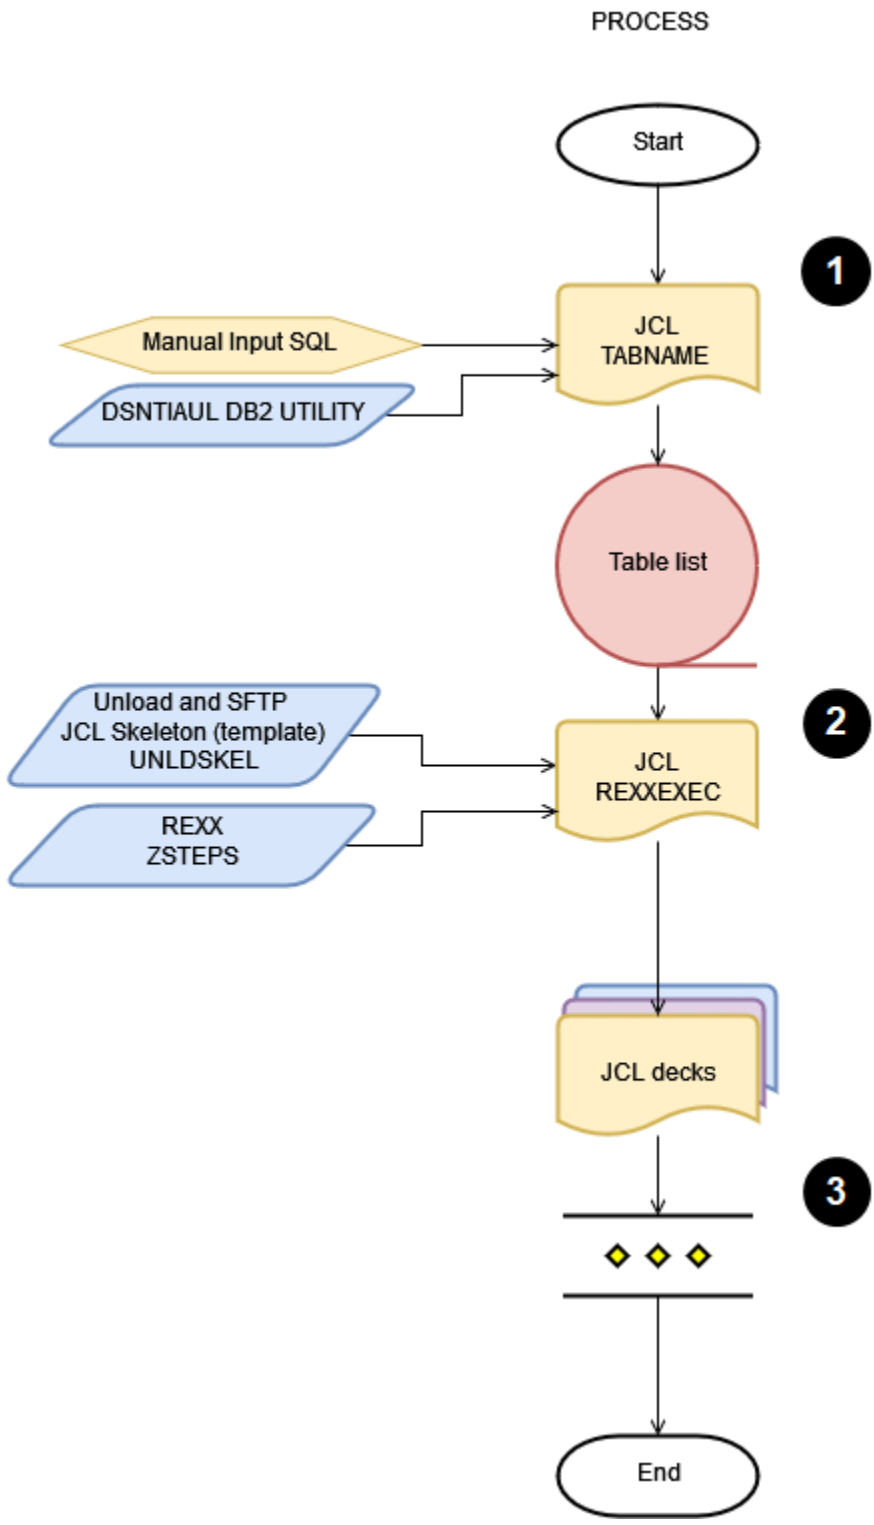 PROCESS
Start
1
JCL
TABNAME
Manual Input SQL
DSNTIAUL DB2 UTILITY
Table list
2
Unload and SFTP
JCL Skeleton (template)
UNLDSKEL
JCL
REXXEXEC
REXX
ZSTEPS
JCL decks
3
End